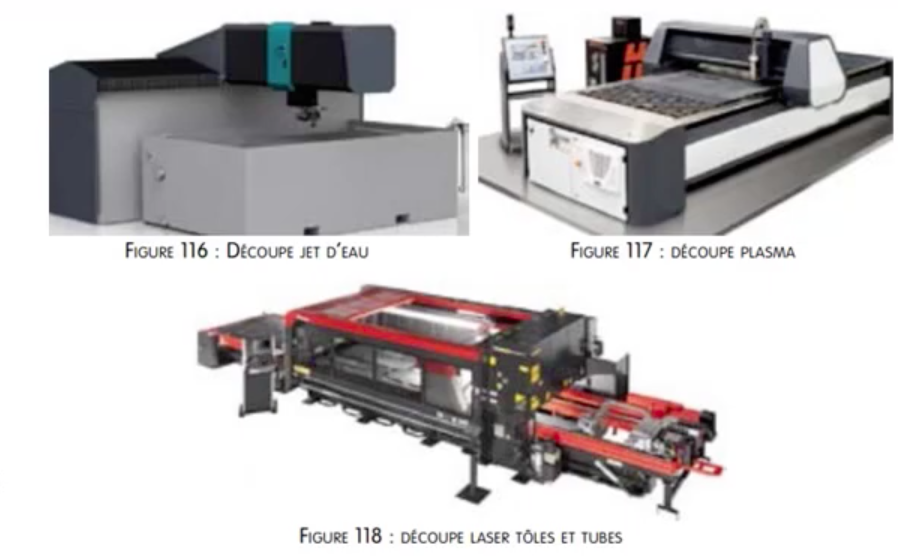 FIGURE 116 : DÉCOUPE JET D'EAU
FIGURE 117 : DÉCOUPE PLASMA
FIGURE 118 : DÉCOUPE LASER TÔLES ET TUBES